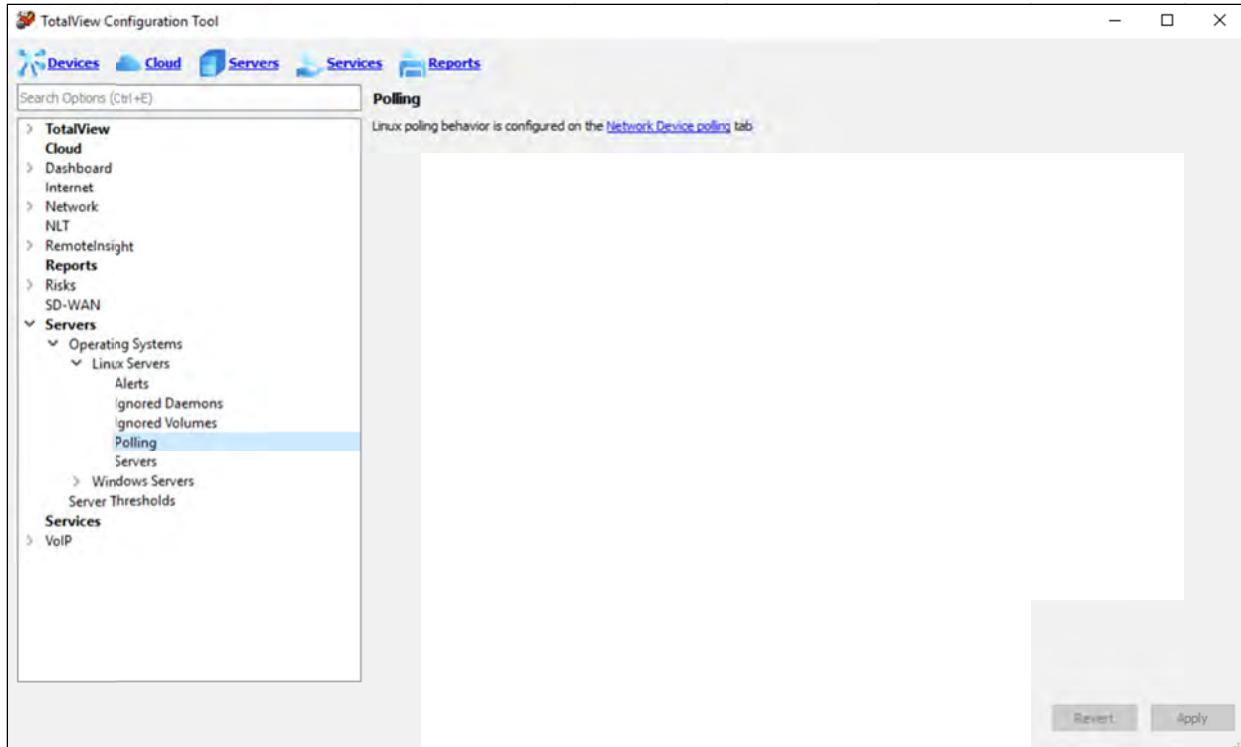 TotalView Configuration Tool
Devices Cloud Servers Services Reports
Search Options (Ctrl+E)
TotalView
Cloud
Dashboard
Internet
Network
NLT
RemoteInsight
Reports
Risks
SD-WAN
Servers
Operating Systems
Linux Servers
Alerts
Ignored Daemons
Ignored Volumes
Polling
Servers
Windows Servers
Server Thresholds
Services
VoIP
Polling
Linux poling behavior is configured on the Network Device polling tab
Revert Apply